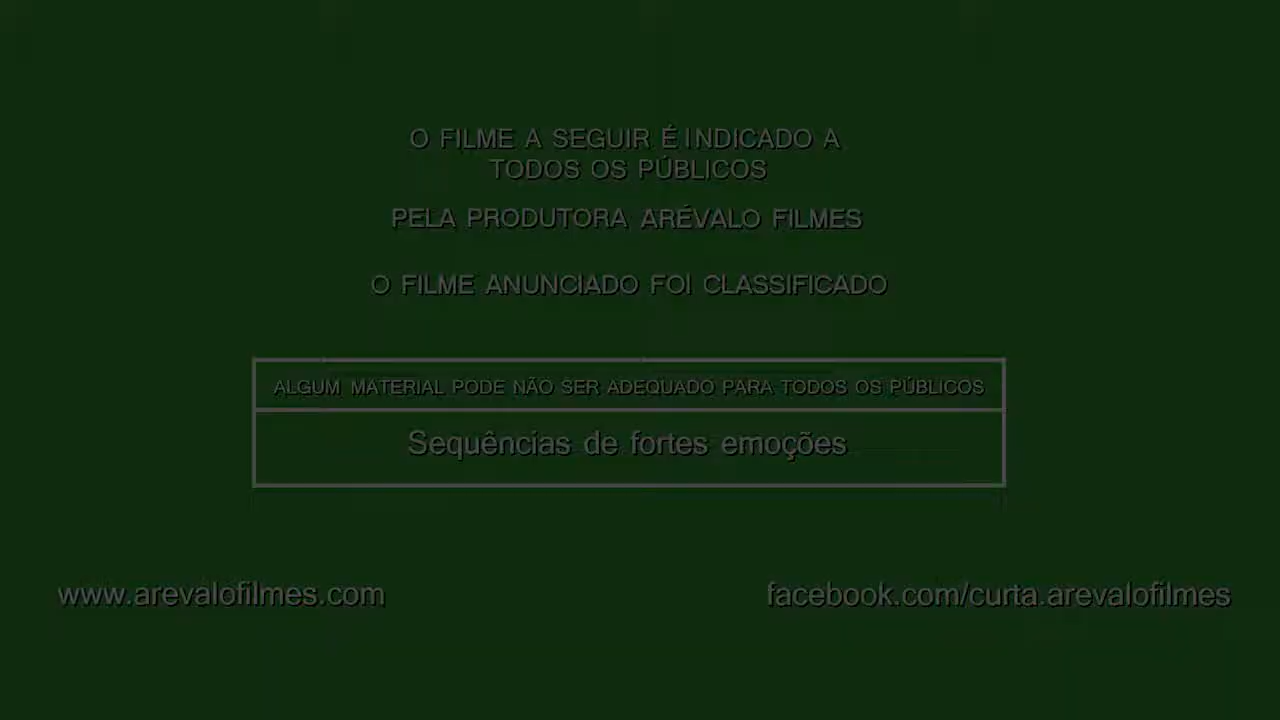 O FILME A SEGUIR É INDICADO A
TODOS OS PÚBLICOS
PELA PRODUTORA ARÉVALO FILMES
O FILME ANUNCIADO FOI CLASSIFICADO
ALGUM MATERIAL PODE NÃO SER ADEQUADO PARA TODOS OS PÚBLICOS
Sequências de fortes emoções
www.arevalofilmes.com
facebook.com/curta.arevalofilmes